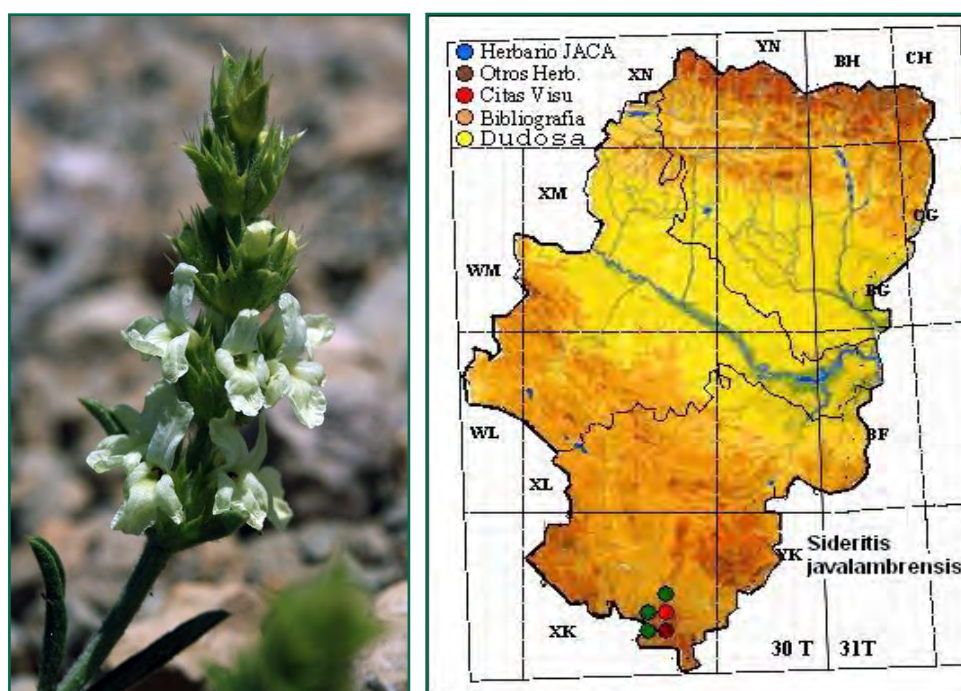 Herbario JACA
Otros Herb.
Citas Visu
Bibliografia
Dudosa
YN
BH
CH
XN
XM
CG
WM
BG
WL
BF
XL
YK
Sideritis
javalambrensis
XK
30 T
31T